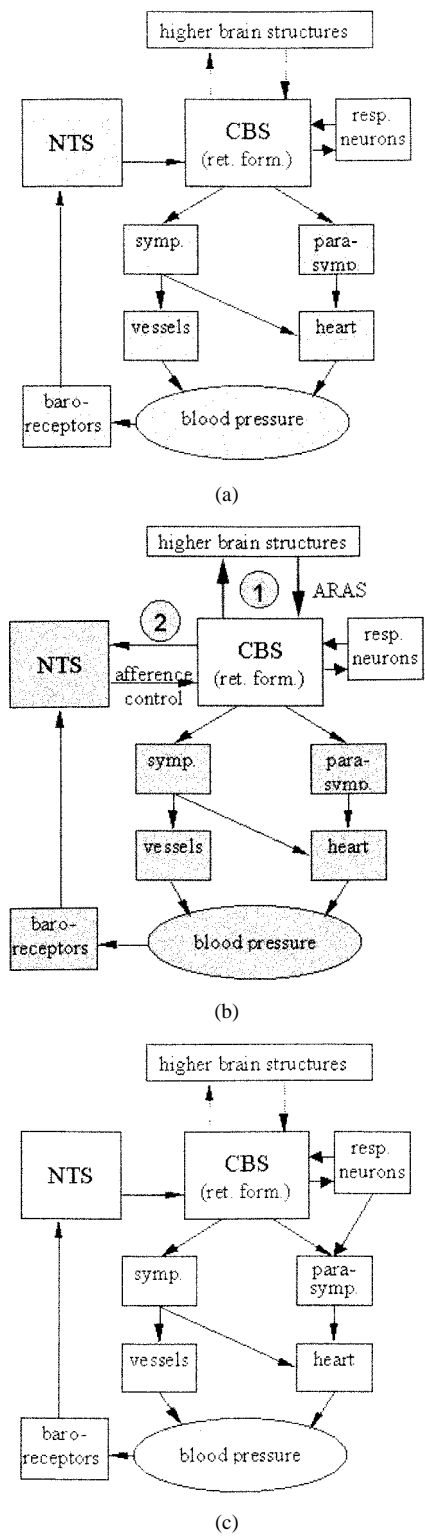 higher brain structures
NTS
CBS
(ret. form.)
resp.
neurons
symp.
para-
symp.
vessels
heart
baro-
receptors
blood pressure
(a)
higher brain structures
1
ARAS
2
NTS
afference
control
CBS
(ret. form.)
resp.
neurons
symp.
para-
symp.
vessels
heart
baro-
receptors
blood pressure
(b)
higher brain structures
NTS
CBS
(ret. form.)
resp.
neurons
symp.
para-
symp.
vessels
heart
baro-
receptors
blood pressure
(c)